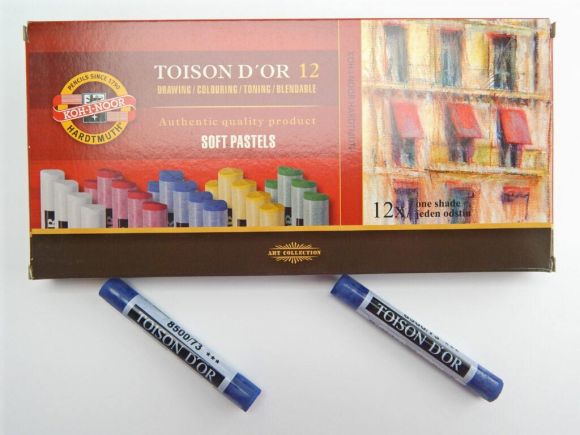 TOISON D'OR 12
DRAWING / COLOURING / TONING / BLENDABLE
Authentic quality product
SOFT PASTELS
PENCILS SINCE 1790
KOH-I-NOOR
HARDTMUTH
12x
one shade
jeden odstín
ART COLLECTION
8500/73 ***
TOISON D'OR
TOISON D'OR